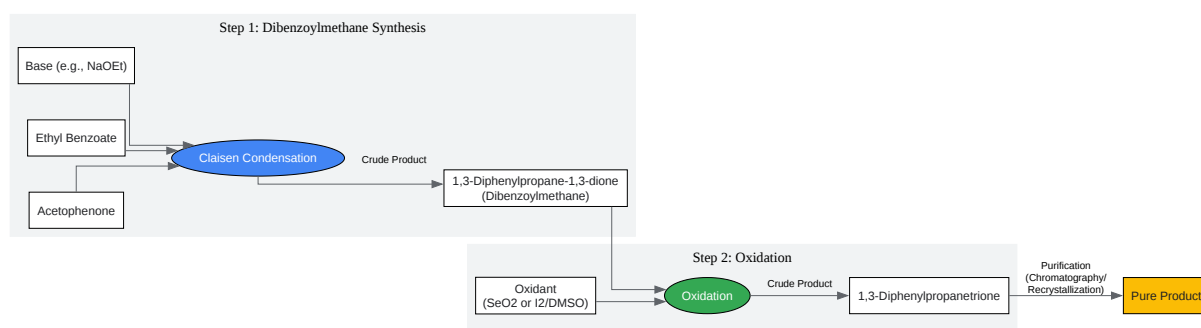 Step 1: Dibenzoylmethane Synthesis
Base (e.g., NaOEt)
Ethyl Benzoate
Acetophenone
Claisen Condensation
Crude Product
1,3-Diphenylpropane-1,3-dione
(Dibenzoylmethane)
Step 2: Oxidation
Oxidant
(SeO2 or I2/DMSO)
Oxidation
Crude Product
1,3-Diphenylpropanetrione
Purification
(Chromatography/
Recrystallization)
Pure Product